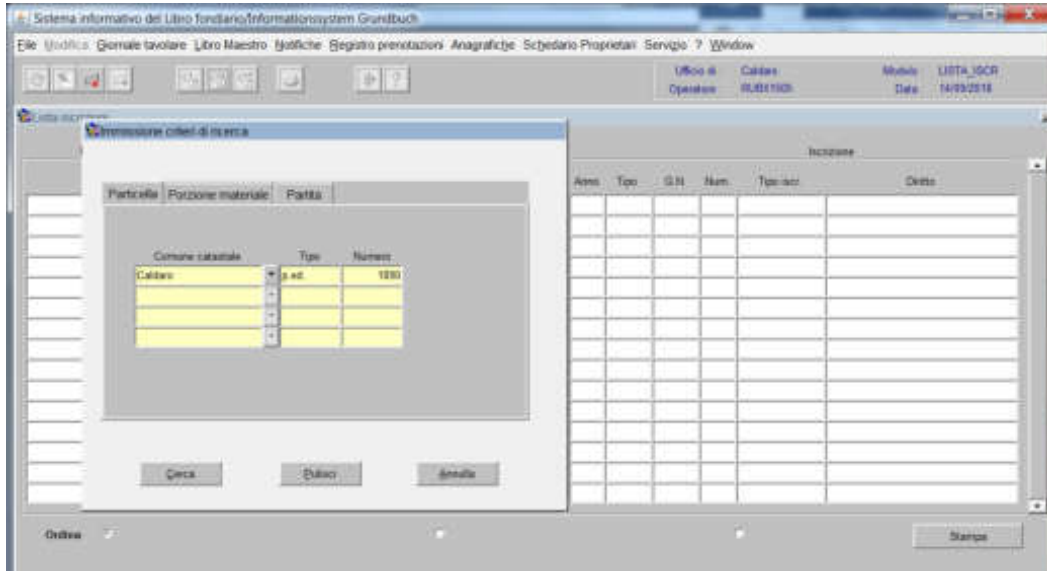 Sistema informativo del Libro fondiario/Informationssystem Grundbuch
File Modifica Giornale tavolare Libro Maestro Notifiche Registro prenotazioni Anagrafiche Schedario Proprietari Servizio ? Window
Ufficio di Caldaro Modulo LISTA_ISCR
Operatore Data 14/09/2018
Lista iscrizioni
Immissione criteri di ricerca
Iscrizione
Particella Porzione materiale Partita
Anno Tipo G.N. Num. Tipo iscr. Diritto
Comune catastale Tipo Numero
Caldaro p.ed.
Cerca Pulisci Annulla
Ordina
Stampa